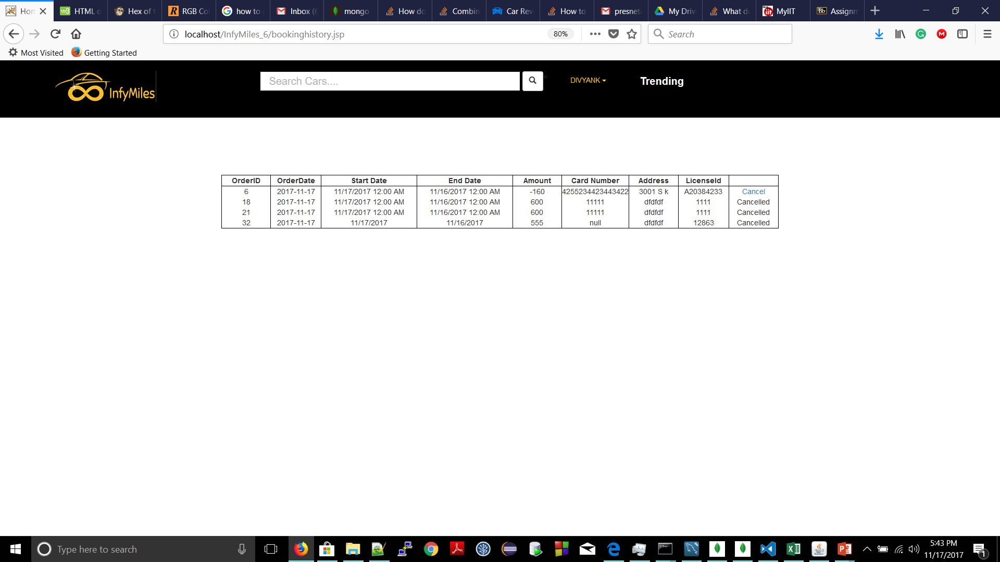 Hom
HTML o
Hex of t
RGB Co
how to
Inbox (6
mongo
How do
Combin
Car Rev
How to
presnet
My Driv
What d
MyIIT
Assignm
localhost/InfyMiles_6/bookinghistory.jsp
80%
Search
Most Visited Getting Started
InfyMiles
Search Cars....
DIVYANK
Trending
OrderID OrderDate Start Date End Date Amount Card Number Address LicenseId
6 2017-11-17 11/17/2017 12:00 AM 11/16/2017 12:00 AM -160 4255234423443422 3001 S k A20384233 Cancel
18 2017-11-17 11/17/2017 12:00 AM 11/16/2017 12:00 AM 600 11111 dfdfdf 1111 Cancelled
21 2017-11-17 11/17/2017 12:00 AM 11/16/2017 12:00 AM 600 11111 dfdfdf 1111 Cancelled
32 2017-11-17 11/17/2017 11/16/2017 555 null dfdfdf 12863 Cancelled
Type here to search
5:43 PM
11/17/2017
1